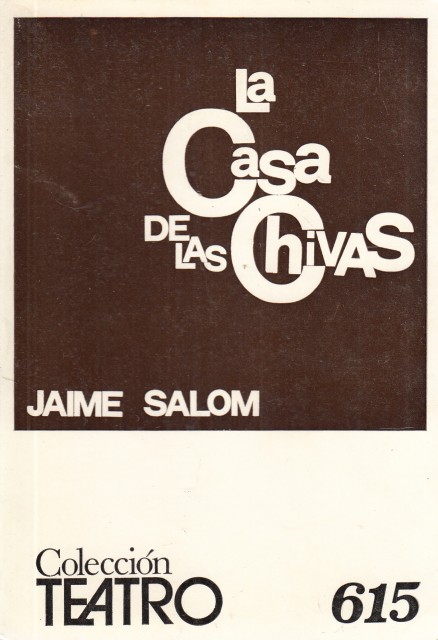 La
Casa
DE LAS ChiVAS
JAIME SALOM
Colección
TEATRO
615